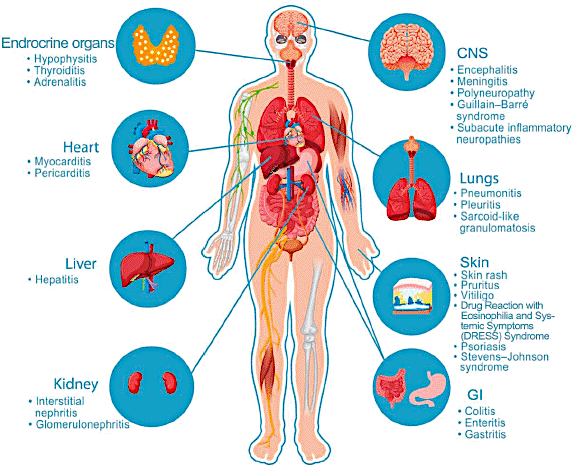 Endocrine organs
• Hypophysitis
• Thyroiditis
• Adrenalitis
Heart
• Myocarditis
• Pericarditis
Liver
• Hepatitis
Kidney
• Interstitial
nephritis
• Glomerulonephritis
CNS
• Encephalitis
• Meningitis
• Polyneuropathy
• Guillain–Barré
syndrome
• Subacute inflammatory
neuropathies
Lungs
• Pneumonitis
• Pleuritis
• Sarcoid-like
granulomatosis
Skin
• Skin rash
• Pruritus
• Vitiligo
• Drug Reaction with
Eosinophilia and Sys-
temic Symptoms
(DRESS) Syndrome
• Psoriasis
• Stevens–Johnson
syndrome
GI
• Colitis
• Enteritis
• Gastritis